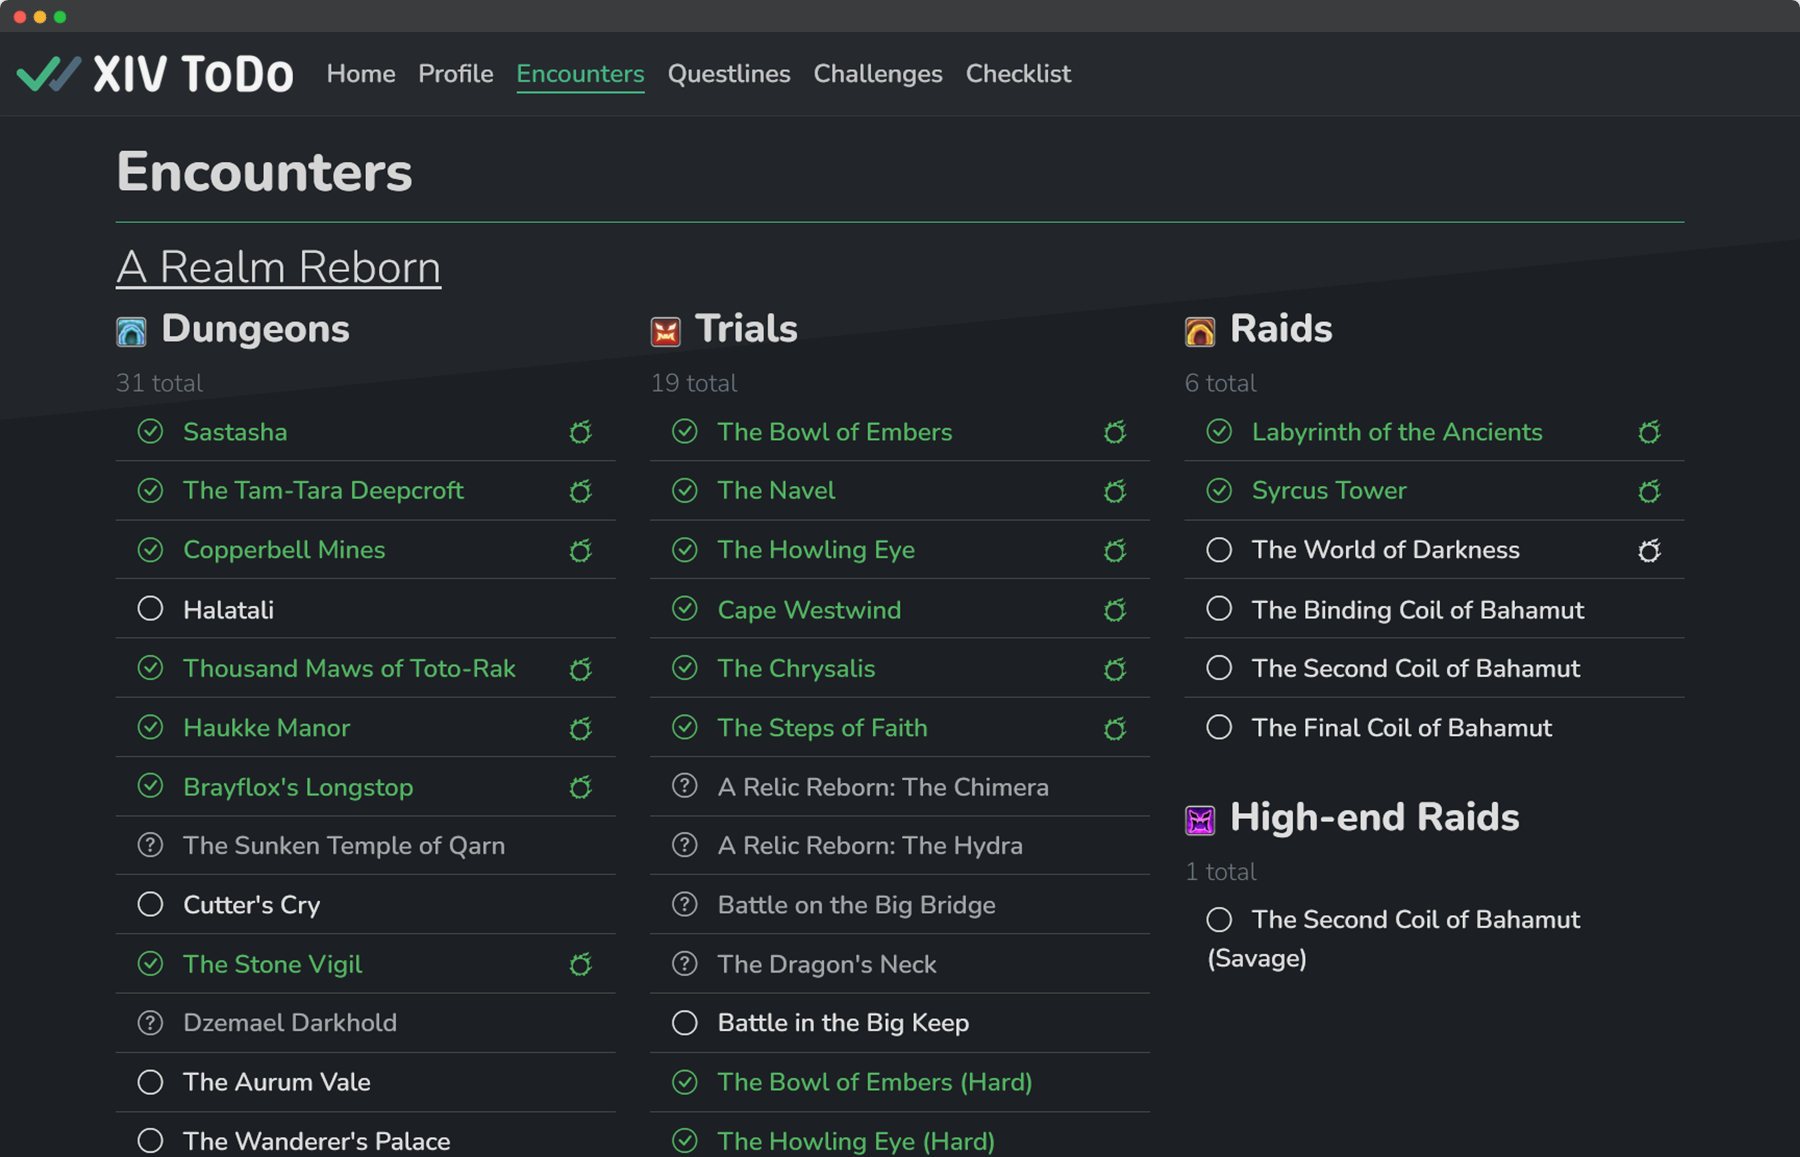 XIV ToDo
Home Profile Encounters Questlines Challenges Checklist
Encounters
A Realm Reborn
Dungeons
31 total
Sastasha
The Tam-Tara Deepcroft
Copperbell Mines
Halatali
Thousand Maws of Toto-Rak
Haukke Manor
Brayflox's Longstop
The Sunken Temple of Qarn
Cutter's Cry
The Stone Vigil
Dzemael Darkhold
The Aurum Vale
The Wanderer's Palace
Trials
19 total
The Bowl of Embers
The Navel
The Howling Eye
Cape Westwind
The Chrysalis
The Steps of Faith
A Relic Reborn: The Chimera
A Relic Reborn: The Hydra
Battle on the Big Bridge
The Dragon's Neck
Battle in the Big Keep
The Bowl of Embers (Hard)
The Howling Eye (Hard)
Raids
6 total
Labyrinth of the Ancients
Syrcus Tower
The World of Darkness
The Binding Coil of Bahamut
The Second Coil of Bahamut
The Final Coil of Bahamut
High-end Raids
1 total
The Second Coil of Bahamut
(Savage)